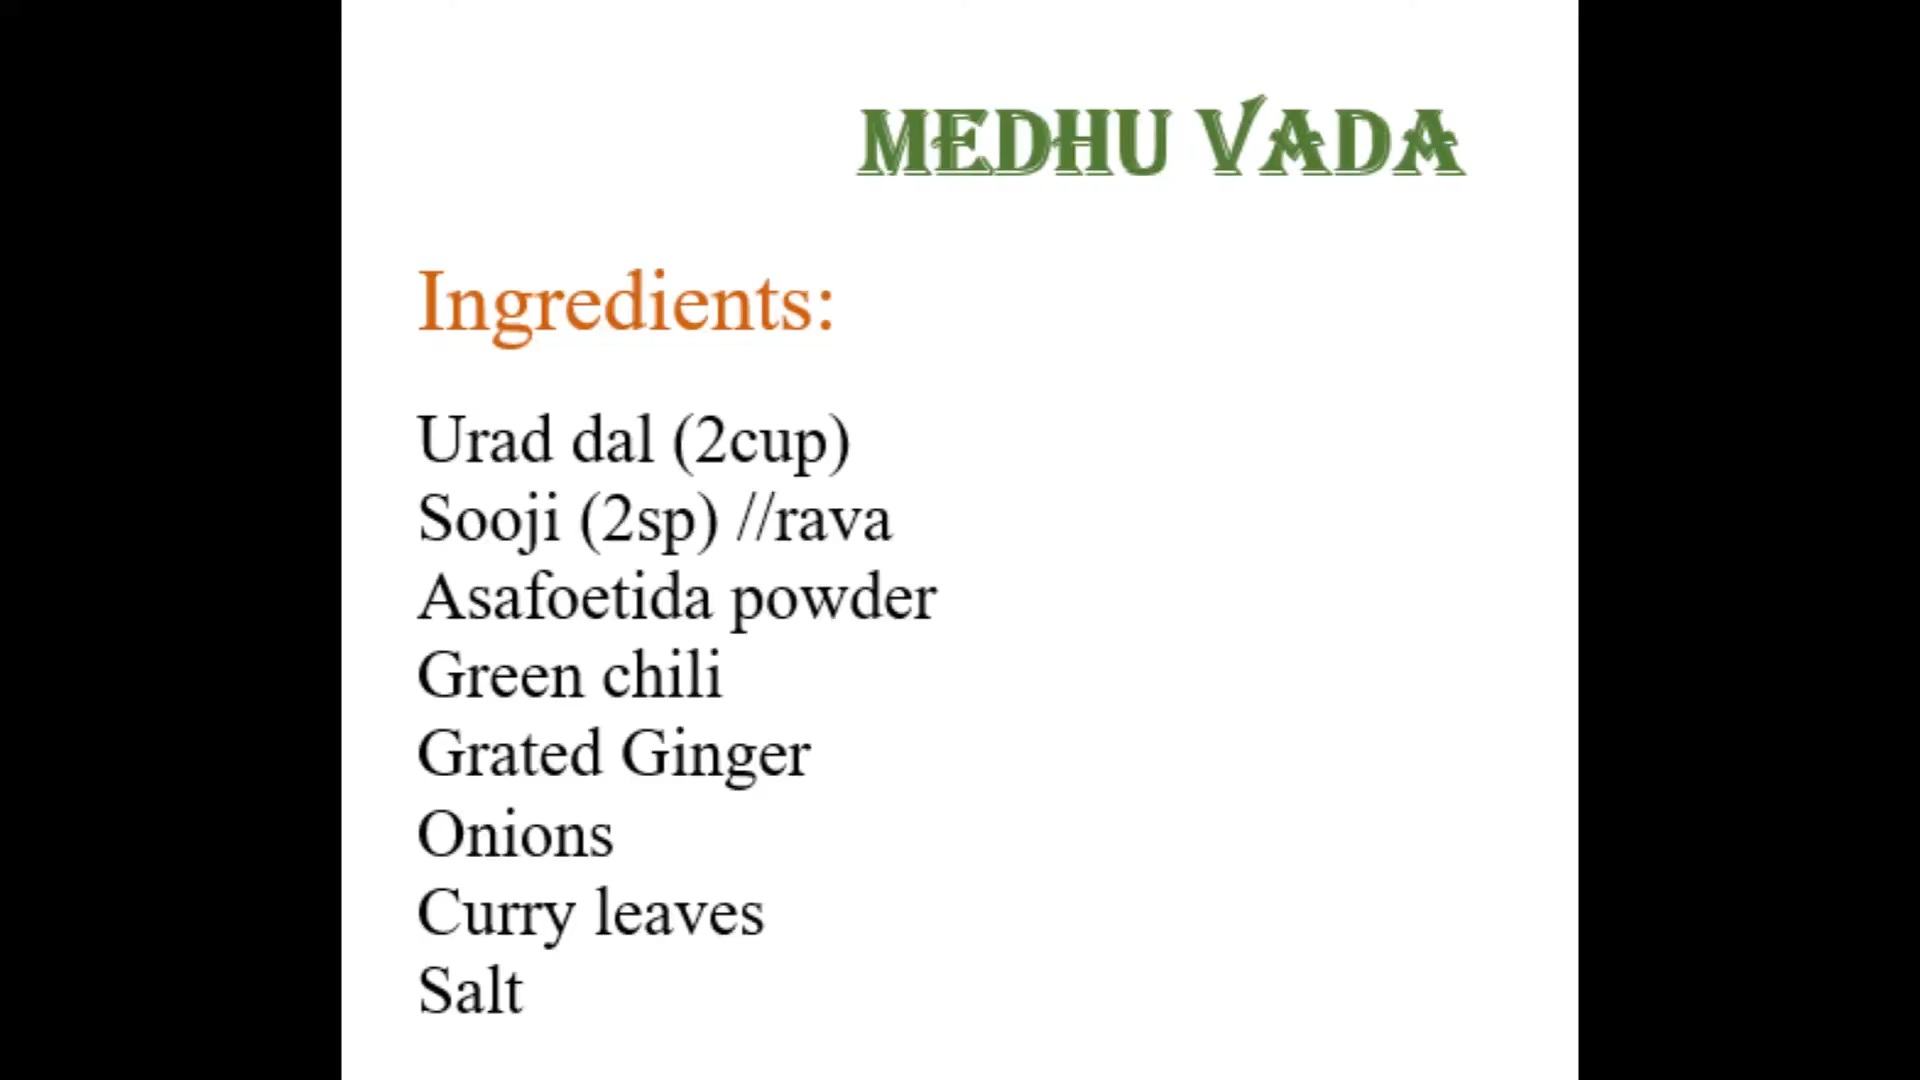 MEDHU VADA
Ingredients:
Urad dal (2cup)
Sooji (2sp) //rava
Asafoetida powder
Green chili
Grated Ginger
Onions
Curry leaves
Salt